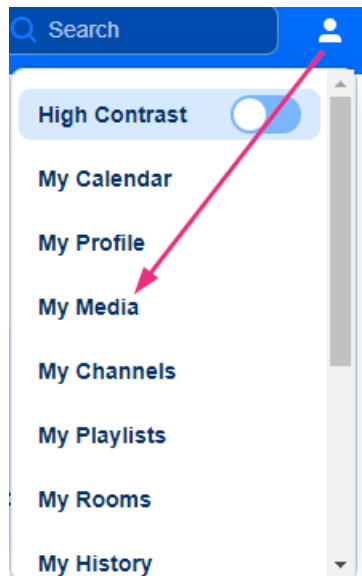 Search
High Contrast
My Calendar
My Profile
My Media
My Channels
My Playlists
My Rooms
My History